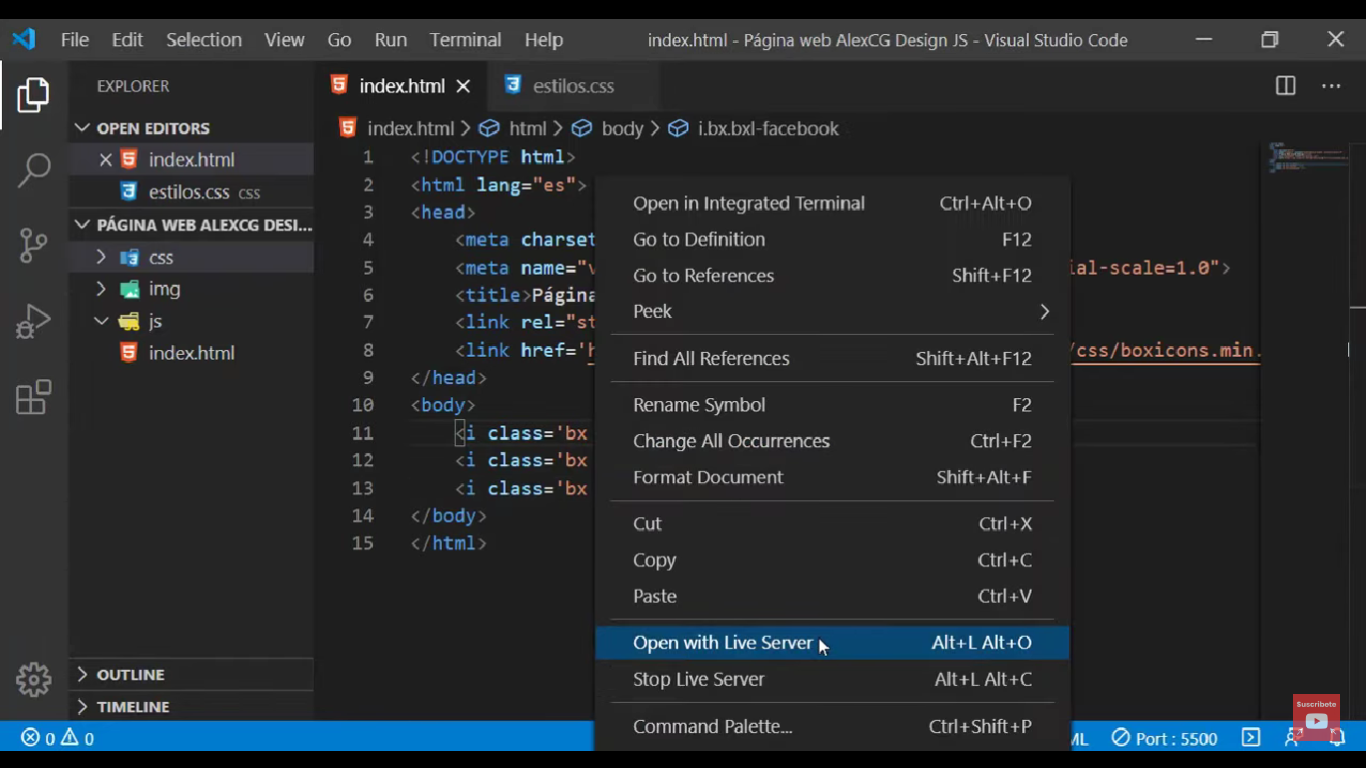 File Edit Selection View Go Run Terminal Help index.html - Página web AlexCG Design JS - Visual Studio Code
EXPLORER
OPEN EDITORS
index.html
estilos.css css
PÁGINA WEB ALEXCG DESI...
css
img
js
index.html
OUTLINE
TIMELINE
index.html estilos.css
index.html > html > body > i.bx.bxl-facebook
1 <!DOCTYPE html>
2 <html lang="es">
3 <head>
4 <meta charset
5 <meta name="v ial-scale=1.0">
6 <title>Página
7 <link rel="st
8 <link href='h /css/boxicons.min.
9 </head>
10 <body>
11 <i class='bx
12 <i class='bx
13 <i class='bx
14 </body>
15 </html>
Open in Integrated Terminal Ctrl+Alt+O
Go to Definition F12
Go to References Shift+F12
Peek
Find All References Shift+Alt+F12
Rename Symbol F2
Change All Occurrences Ctrl+F2
Format Document Shift+Alt+F
Cut Ctrl+X
Copy Ctrl+C
Paste Ctrl+V
Open with Live Server Alt+L Alt+O
Stop Live Server Alt+L Alt+C
Command Palette... Ctrl+Shift+P
Suscribete
0 0 ML Port : 5500